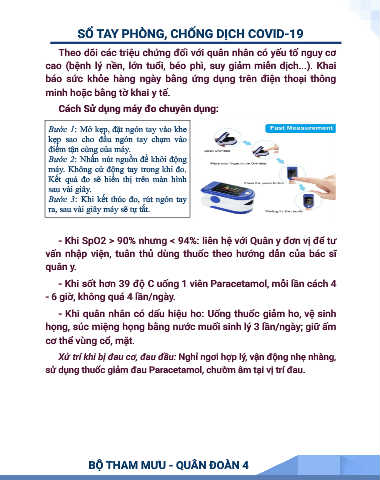 SỔ TAY PHÒNG, CHỐNG DỊCH COVID-19
Theo dõi các triệu chứng đối với quân nhân có yếu tố nguy cơ
cao (bệnh lý nền, lớn tuổi, béo phì, suy giảm miễn dịch...). Khai
báo sức khỏe hàng ngày bằng ứng dụng trên điện thoại thông
minh hoặc bằng tờ khai y tế.
Cách Sử dụng máy đo chuyên dụng:
Bước 1: Mở kẹp, đặt ngón tay vào khe
kẹp sao cho đầu ngón tay chạm vào
điểm tận cùng của máy.
Bước 2: Nhấn nút nguồn để khởi động
máy. Không cử động tay trong khi đo.
Kết quả đo sẽ hiển thị trên màn hình
sau vài giây.
Bước 3: Khi kết thúc đo, rút ngón tay
ra, sau vài giây máy sẽ tự tắt.
Fast Measurement
- Khi SpO2 > 90% nhưng < 94%: liên hệ với Quân y đơn vị để tư
vấn nhập viện, tuân thủ dùng thuốc theo hướng dẫn của bác sĩ
quân y.
- Khi sốt hơn 39 độ C uống 1 viên Paracetamol, mỗi lần cách 4
- 6 giờ, không quá 4 lần/ngày.
- Khi quân nhân có dấu hiệu ho: Uống thuốc giảm ho, vệ sinh
họng, súc miệng họng bằng nước muối sinh lý 3 lần/ngày; giữ ấm
cơ thể vùng cổ, mặt.
Xử trí khi bị đau cơ, đau đầu: Nghỉ ngơi hợp lý, vận động nhẹ nhàng,
sử dụng thuốc giảm đau Paracetamol, chườm ấm tại vị trí đau.
BỘ THAM MƯU - QUÂN ĐOÀN 4